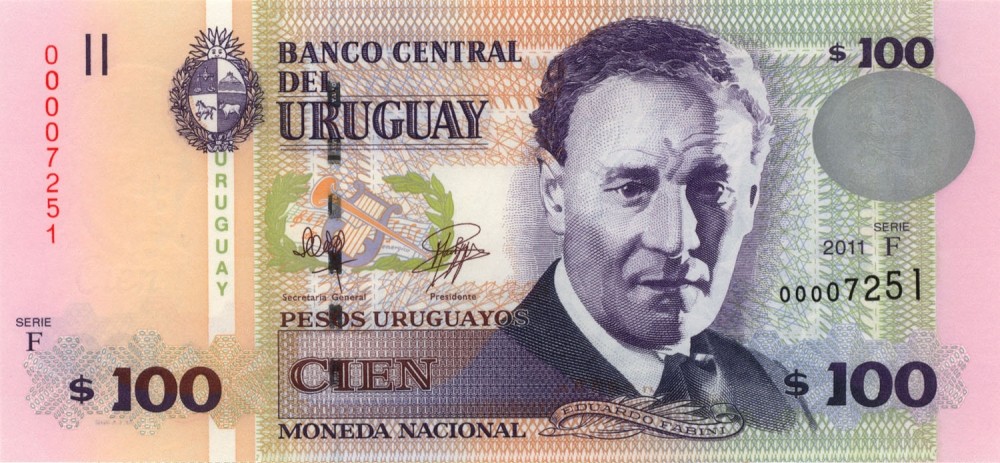 00007251
BANCO CENTRAL
DEL
URUGUAY
$ 100
URUGUAY
Secretaria General
Presidente
PESOS URUGUAYOS
CIEN
MONEDA NACIONAL
EDUARDO FABINI
SERIE
2011 F
00007251
SERIE
F
$ 100
$ 100